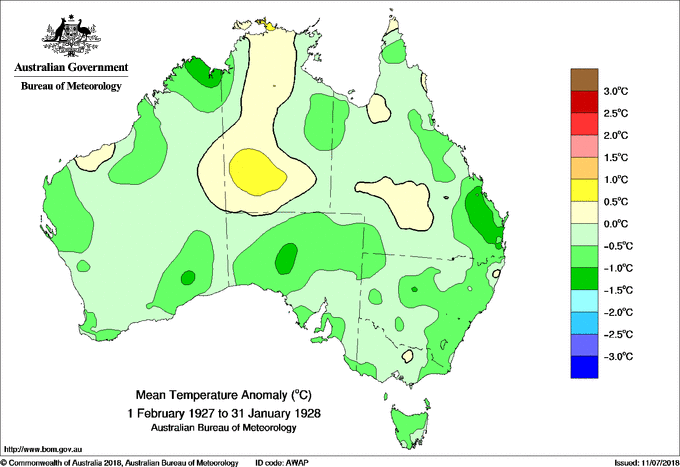 Australian Government
Bureau of Meteorology
3.0°C
2.5°C
2.0°C
1.5°C
1.0°C
0.5°C
0.0°C
-0.5°C
-1.0°C
-1.5°C
-2.0°C
-2.5°C
-3.0°C
Mean Temperature Anomaly (°C)
1 February 1927 to 31 January 1928
Australian Bureau of Meteorology
http://www.bom.gov.au
© Commonwealth of Australia 2018, Australian Bureau of Meteorology ID code: AWAP Issued: 11/07/2018